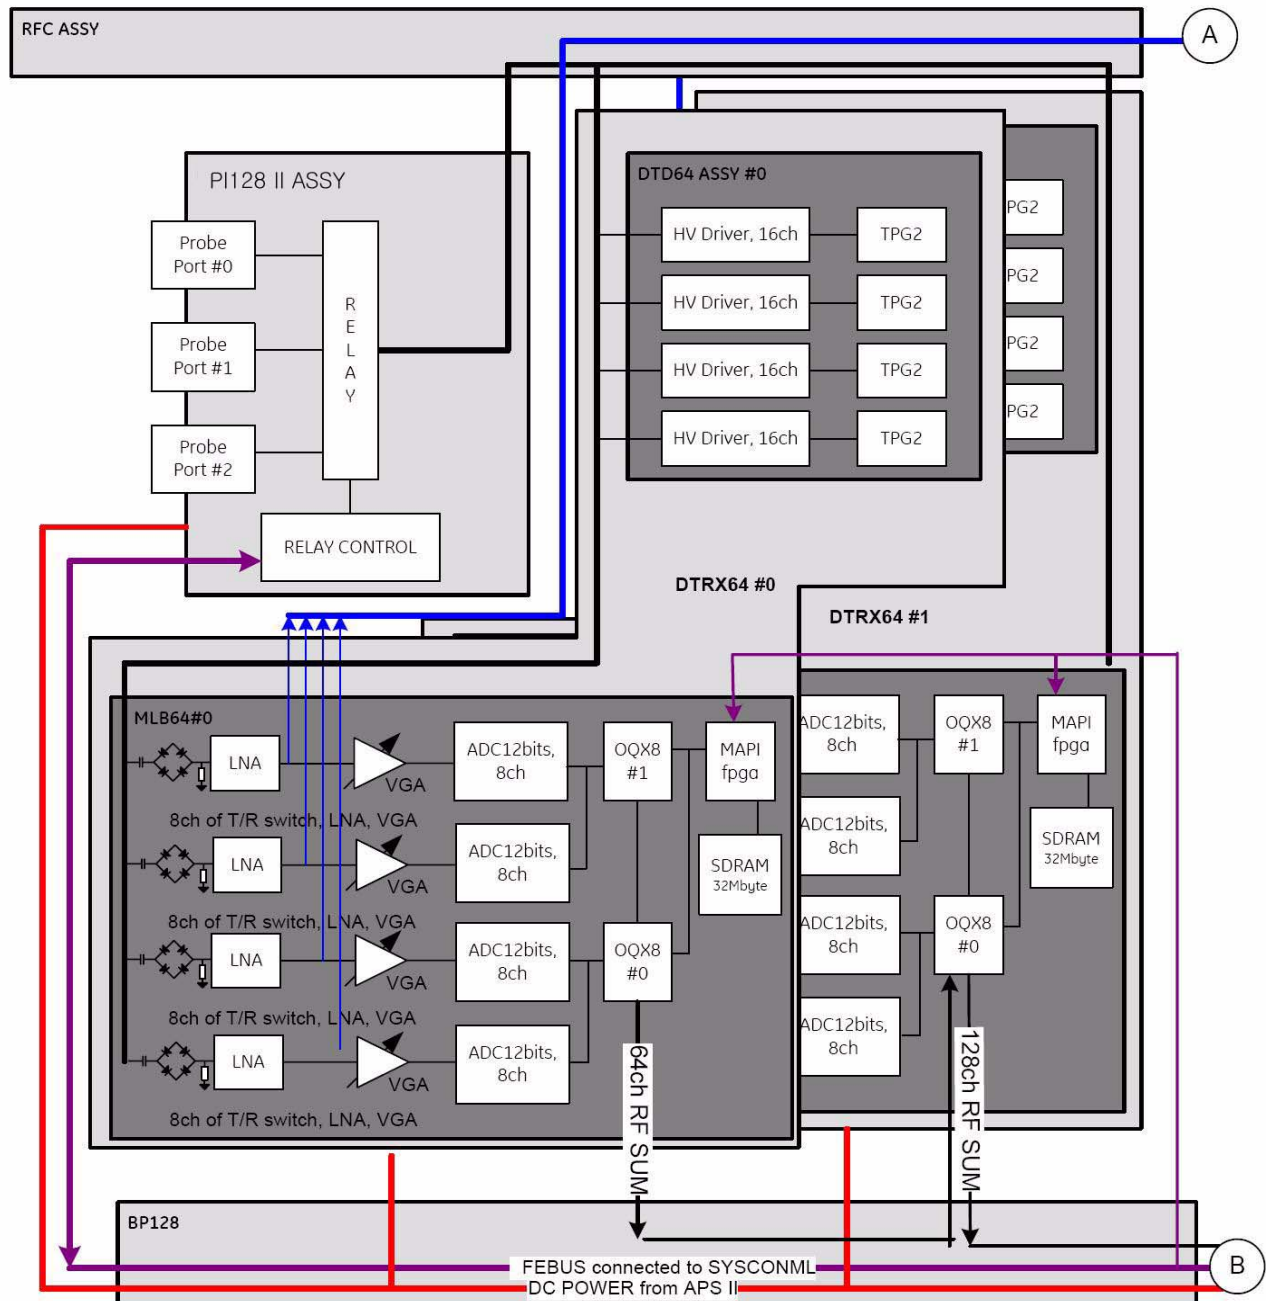 RFC ASSY
A
PI128 II ASSY
Probe
Port #0
Probe
Port #1
Probe
Port #2
R
E
L
A
Y
RELAY CONTROL
DTD64 ASSY #0
HV Driver, 16ch
TPG2
HV Driver, 16ch
TPG2
HV Driver, 16ch
TPG2
HV Driver, 16ch
TPG2
PG2
PG2
PG2
PG2
DTRX64 #0
DTRX64 #1
MLB64#0
LNA
VGA
ADC12bits,
8ch
OQX8
#1
MAPI
fpga
8ch of T/R switch, LNA, VGA
LNA
VGA
ADC12bits,
8ch
SDRAM
32Mbyte
8ch of T/R switch, LNA, VGA
LNA
VGA
ADC12bits,
8ch
OQX8
#0
8ch of T/R switch, LNA, VGA
LNA
VGA
ADC12bits,
8ch
8ch of T/R switch, LNA, VGA
64ch RF SUM
ADC12bits,
8ch
OQX8
#1
MAPI
fpga
ADC12bits,
8ch
SDRAM
32Mbyte
ADC12bits,
8ch
OQX8
#0
ADC12bits,
8ch
128ch RF SUM
BP128
FEBUS connected to SYSCONML
DC POWER from APS II
B